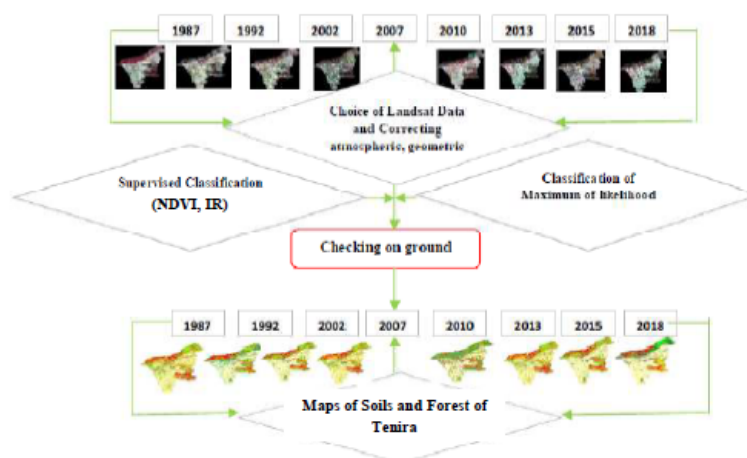 1987 1992 2002 2007 2010 2013 2015 2018
Choice of Landsat Data
and Correcting
atmospheric, geometric
Supervised Classification
(NDVI, IR)
Classification of
Maximum of likelihood
Checking on ground
1987 1992 2002 2007 2010 2013 2015 2018
Maps of Soils and Forest of
Tenira